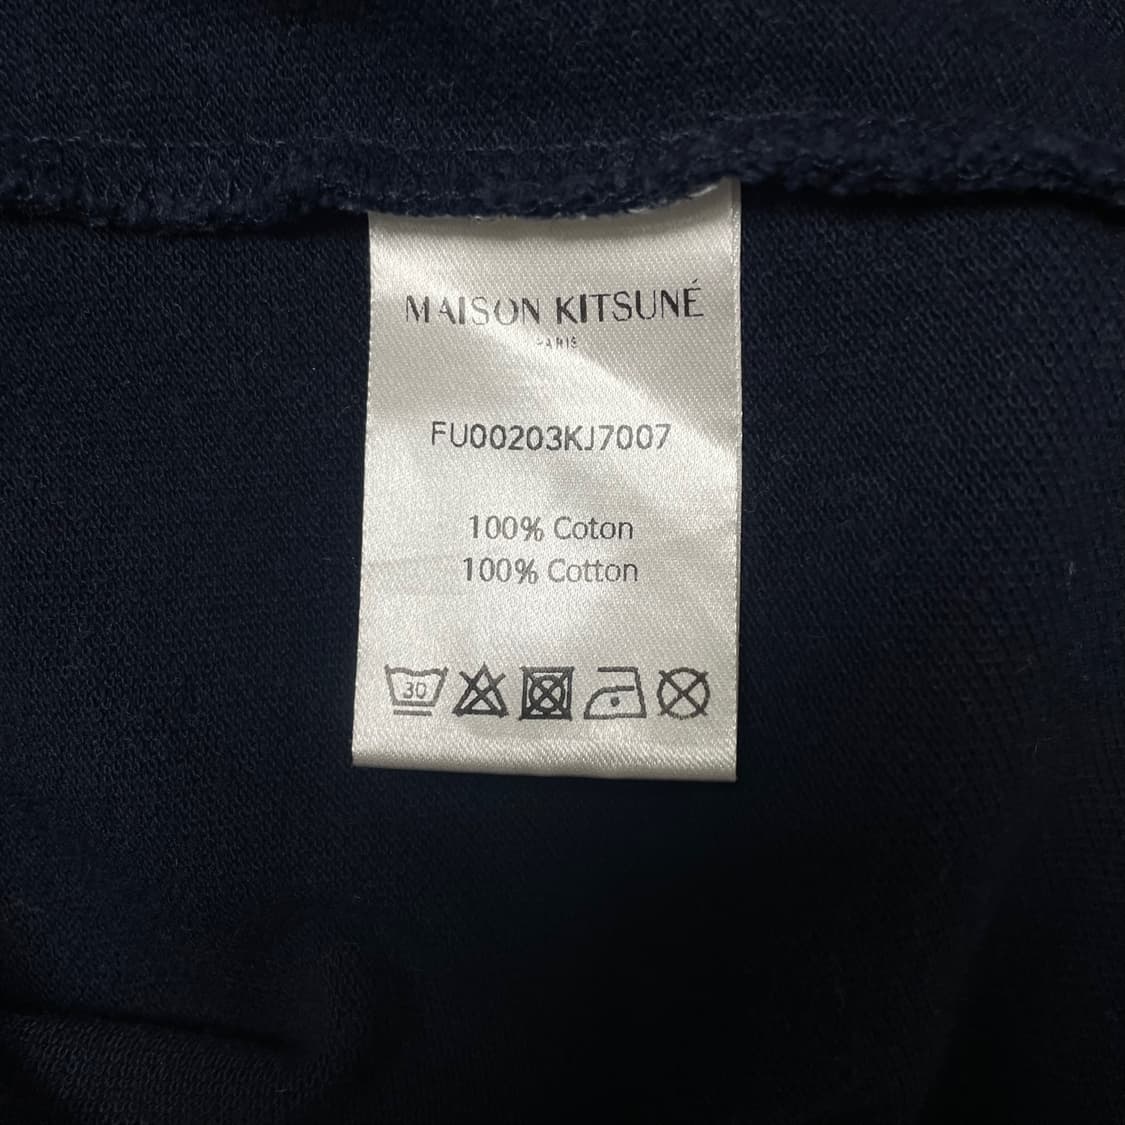 MAISON KITSUNÉ
PARIS
FU00203KJ7007
100% Coton
100% Cotton
30